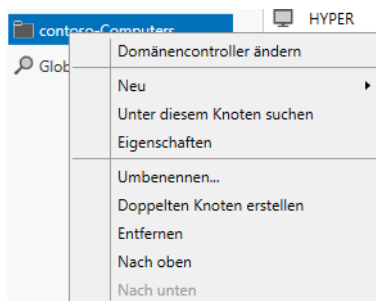 contoso-Computers
HYPER
Glob
Domänencontroller ändern
Neu
Unter diesem Knoten suchen
Eigenschaften
Umbenennen...
Doppelten Knoten erstellen
Entfernen
Nach oben
Nach unten